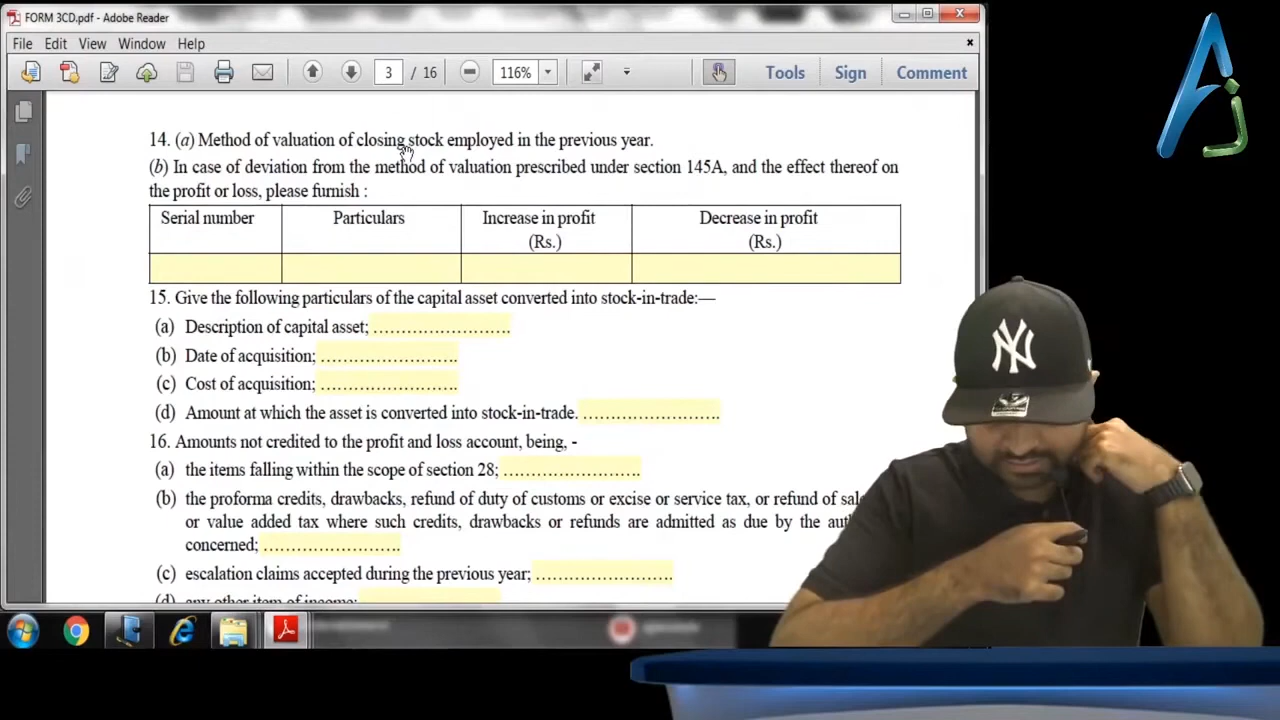 FORM 3CD.pdf - Adobe Reader
File Edit View Window Help
3 / 16 116% Tools Sign Comment
14. (a) Method of valuation of closing stock employed in the previous year.
(b) In case of deviation from the method of valuation prescribed under section 145A, and the effect thereof on
the profit or loss, please furnish :
Serial number Particulars Increase in profit Decrease in profit
(Rs.) (Rs.)
15. Give the following particulars of the capital asset converted into stock-in-trade:—
(a) Description of capital asset; …………………….
(b) Date of acquisition; …………………….
(c) Cost of acquisition; …………………….
(d) Amount at which the asset is converted into stock-in-trade. …………………….
16. Amounts not credited to the profit and loss account, being, -
(a) the items falling within the scope of section 28; …………………….
(b) the proforma credits, drawbacks, refund of duty of customs or excise or service tax, or refund of
or value added tax where such credits, drawbacks or refunds are admitted as due by the
concerned; …………………….
(c) escalation claims accepted during the previous year; …………………….
(d) any other item of income;
NY
AJ